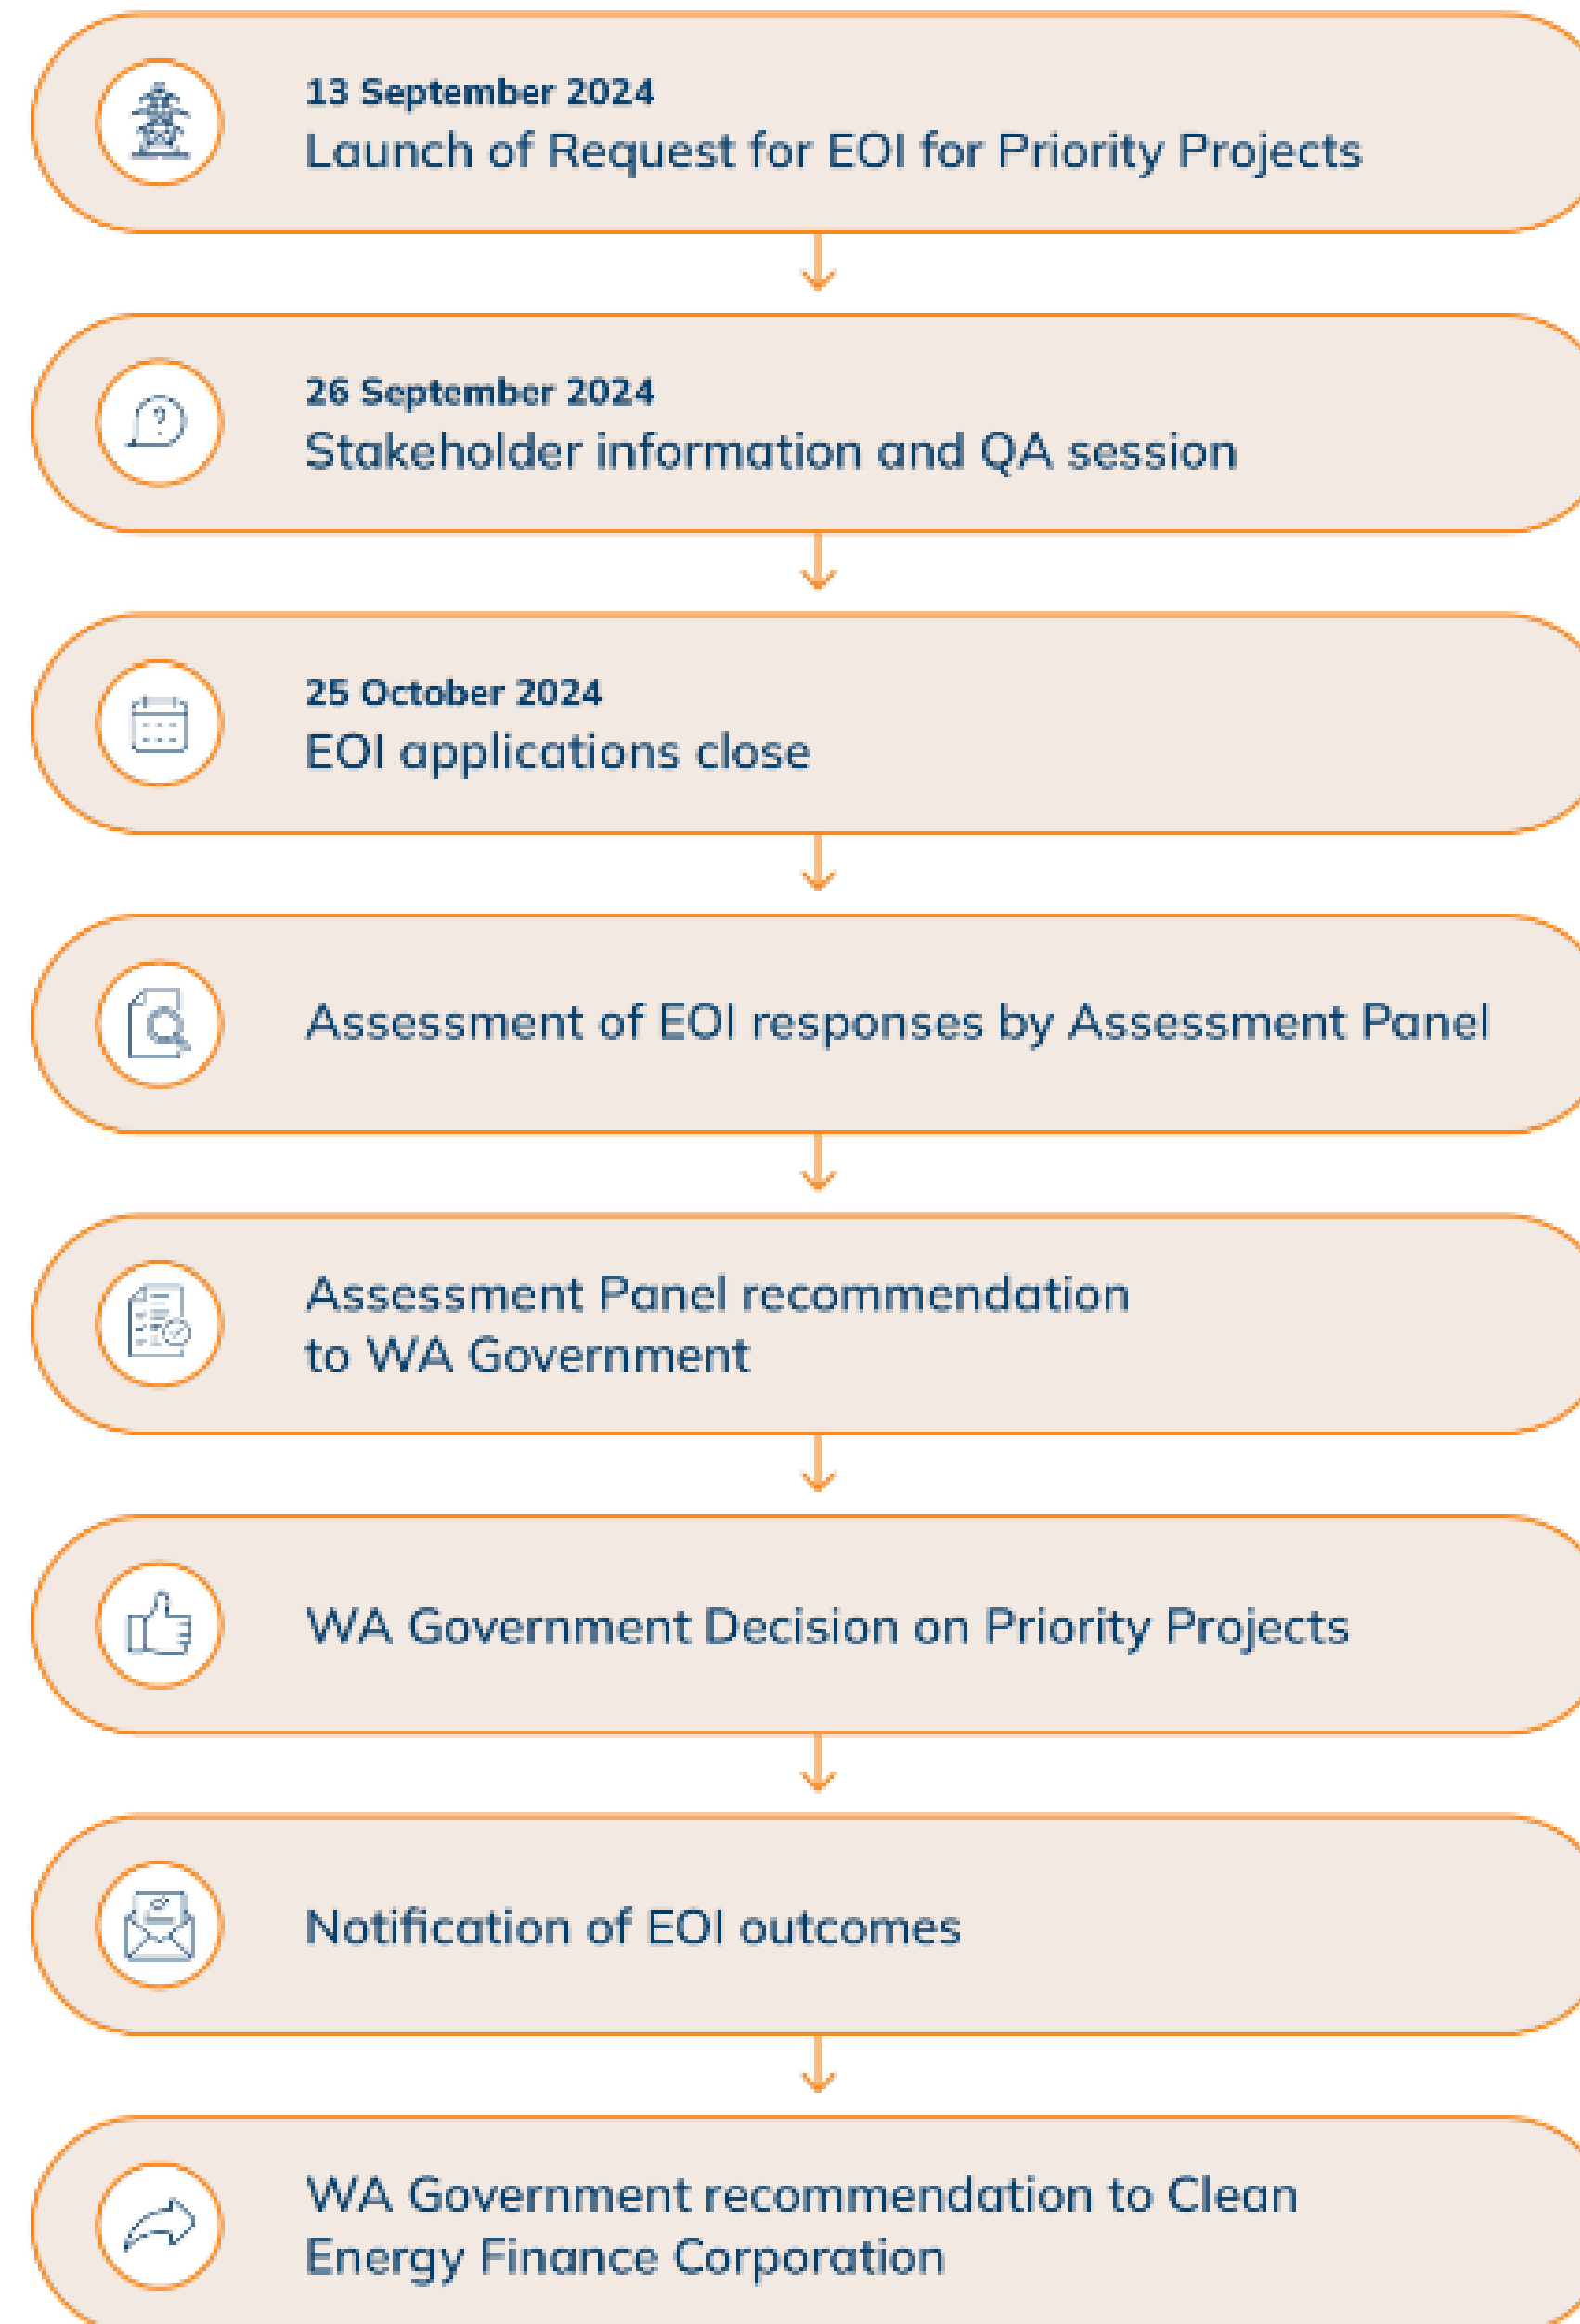 13 September 2024
Launch of Request for EOI for Priority Projects
26 September 2024
Stakeholder information and QA session
25 October 2024
EOI applications close
Assessment of EOI responses by Assessment Panel
Assessment Panel recommendation
to WA Government
WA Government Decision on Priority Projects
Notification of EOI outcomes
WA Government recommendation to Clean
Energy Finance Corporation